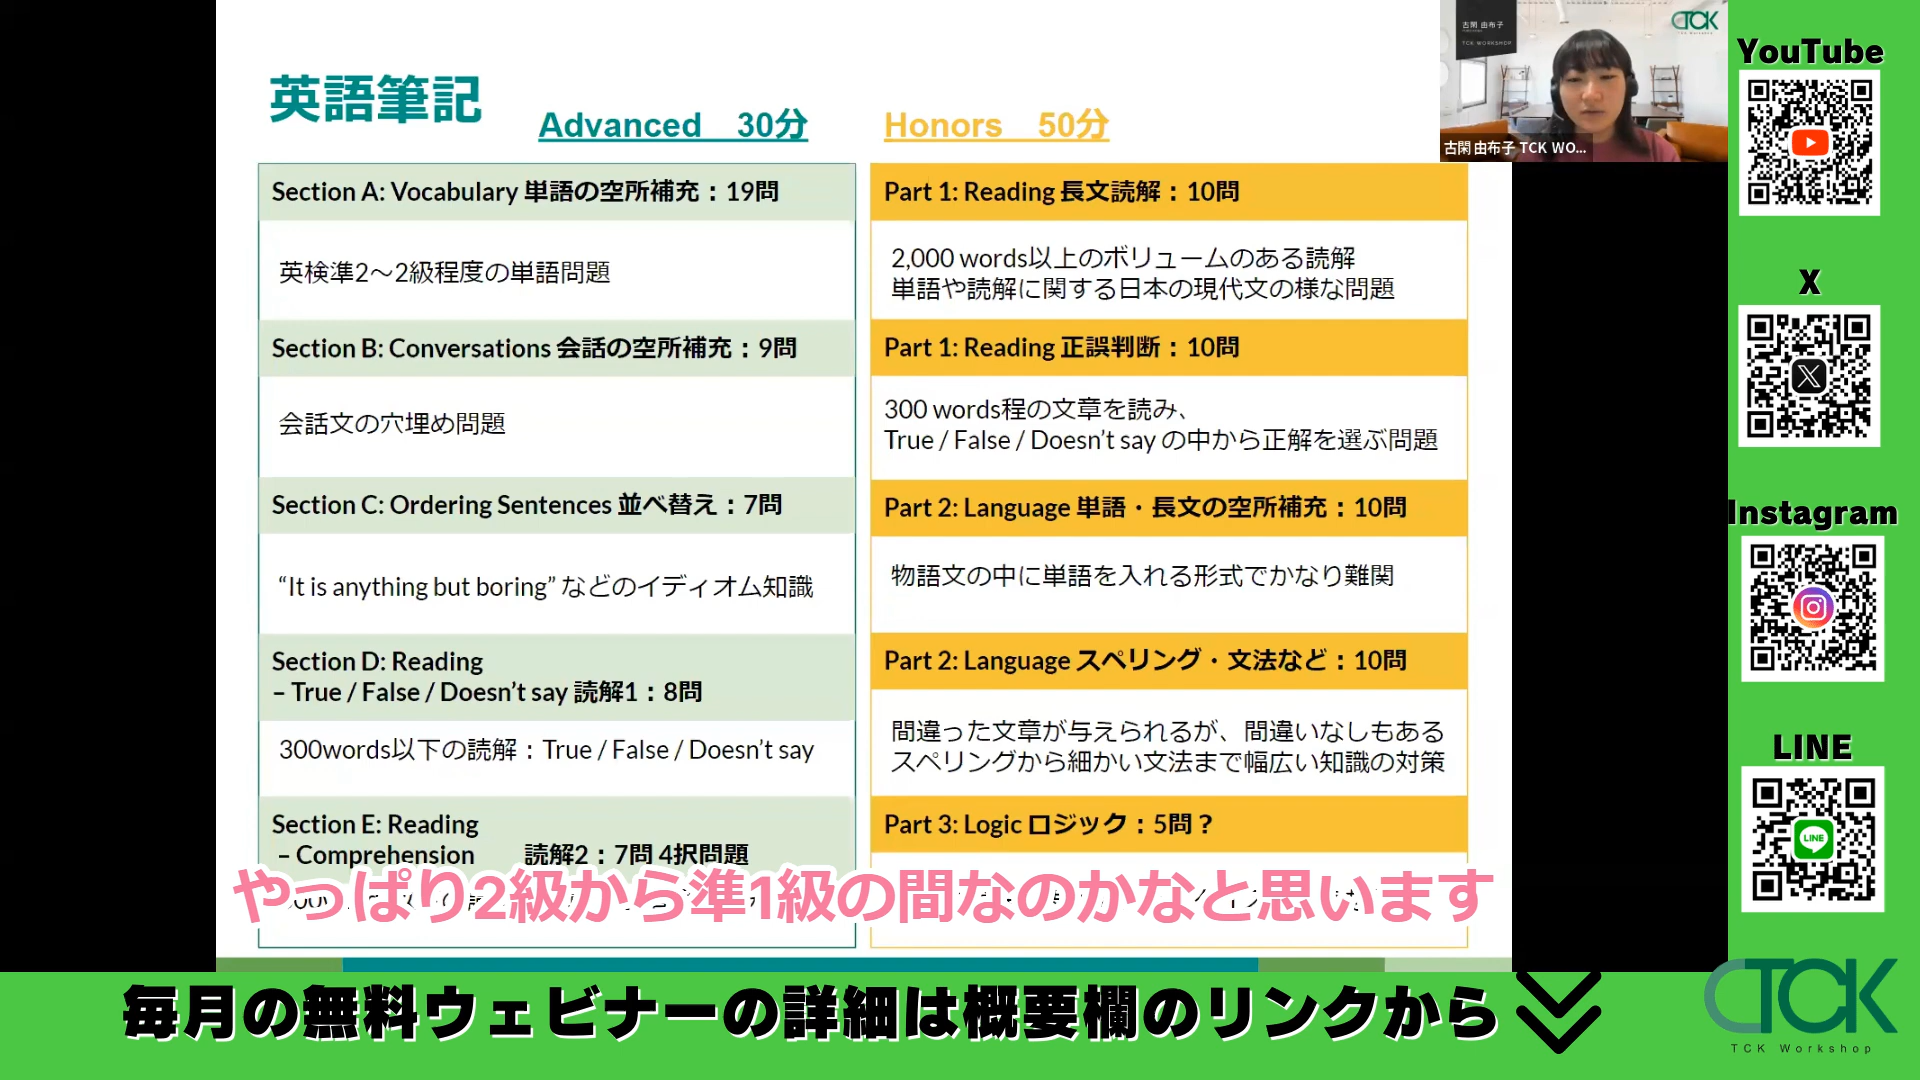 英語筆記
Advanced　30分
Honors　50分
Section A: Vocabulary 単語の空所補充：19問
英検準2～2級程度の単語問題
Section B: Conversations 会話の空所補充：9問
会話文の穴埋め問題
Section C: Ordering Sentences 並べ替え：7問
“It is anything but boring” などのイディオム知識
Section D: Reading
– True / False / Doesn’t say 読解1：8問
300words以下の読解：True / False / Doesn’t say
Section E: Reading
– Comprehension 読解2：7問 4択問題
Part 1: Reading 長文読解：10問
2,000 words以上のボリュームのある読解
単語や読解に関する日本の現代文の様な問題
Part 1: Reading 正誤判断：10問
300 words程の文章を読み、
True / False / Doesn’t say の中から正解を選ぶ問題
Part 2: Language 単語・長文の空所補充：10問
物語文の中に単語を入れる形式でかなり難関
Part 2: Language スペリング・文法など：10問
間違った文章が与えられるが、間違いなしもある
スペリングから細かい文法まで幅広い知識の対策
Part 3: Logic ロジック：5問？
やっぱり2級から準1級の間なのかなと思います
古閑 由布子
TCK WORKSHOP
TCK
古閑 由布子 TCK WO...
YouTube
X
Instagram
LINE
LINE
毎月の無料ウェビナーの詳細は概要欄のリンクから
TCK
TCK Workshop